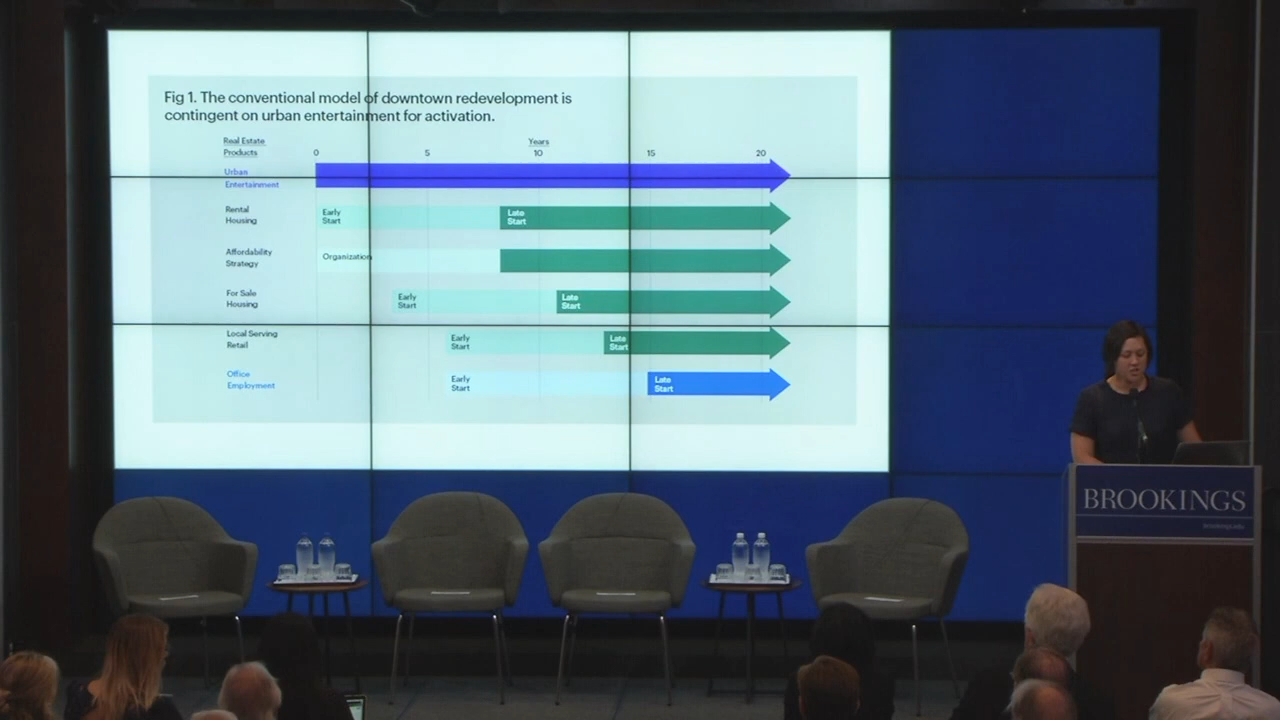 Fig 1. The conventional model of downtown redevelopment is
contingent on urban entertainment for activation.
Real Estate
Products
Years
0 5 10 15 20
Urban
Entertainment
Rental
Housing
Early
Start
Late
Start
Affordability
Strategy
Organization
For Sale
Housing
Early
Start
Late
Start
Local Serving
Retail
Early
Start
Late
Start
Office
Employment
Early
Start
Late
Start
BROOKINGS